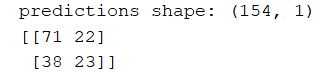 predictions shape: (154, 1)
[[71 22]
 [38 23]]